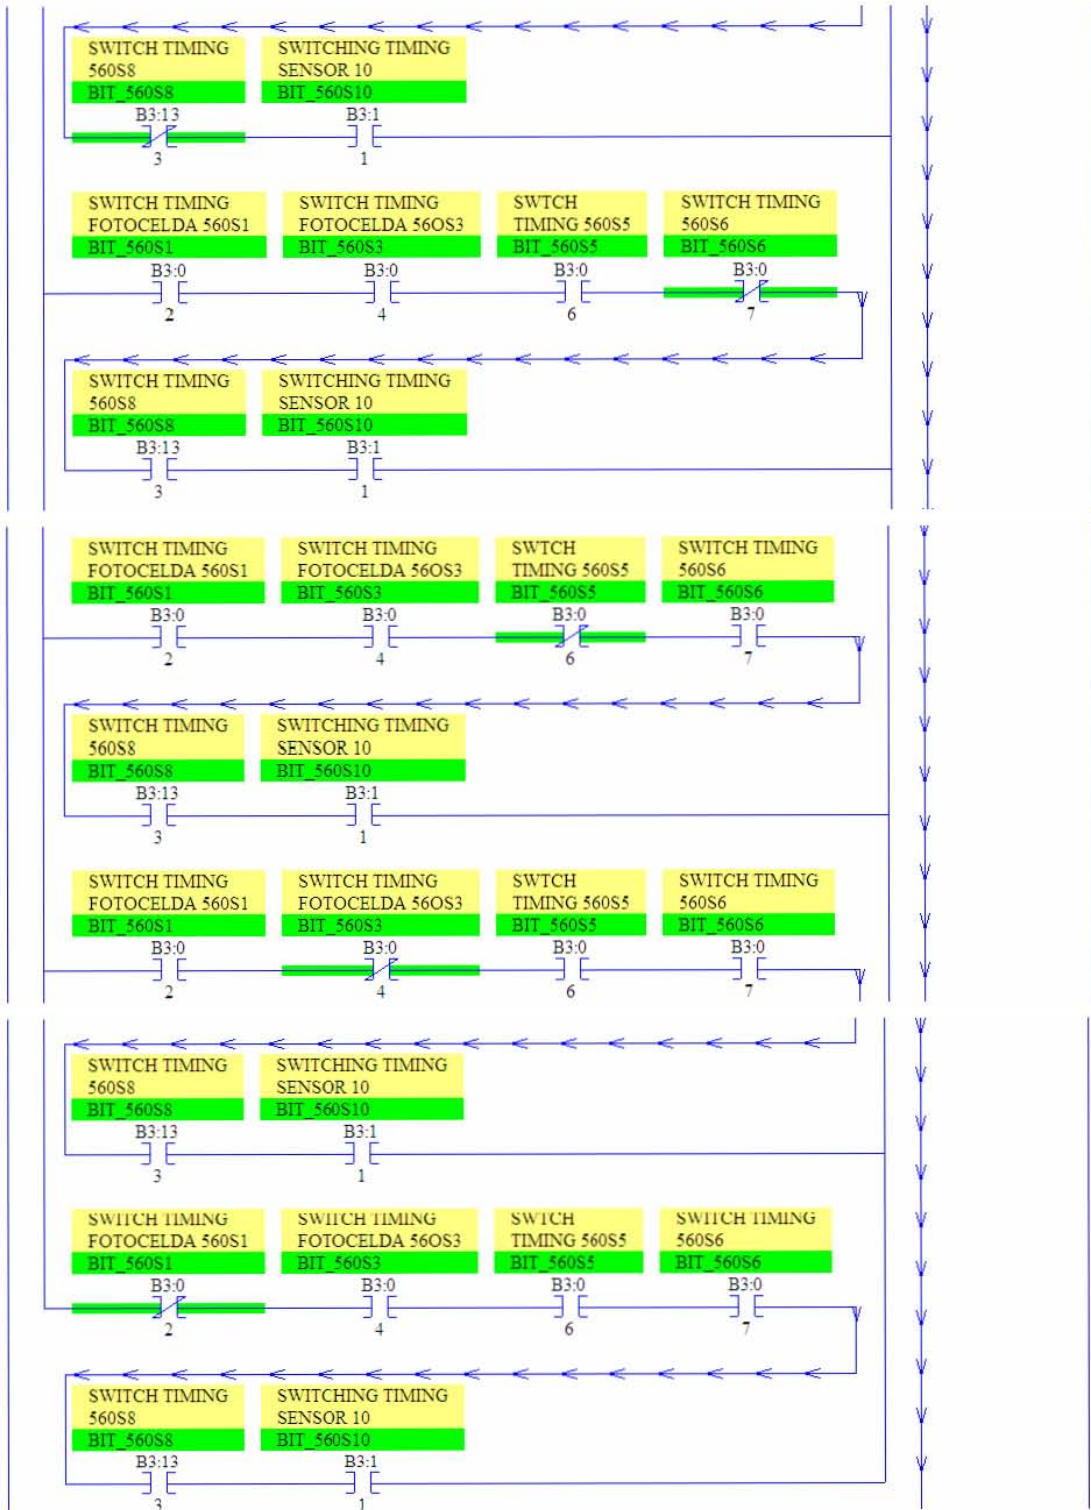 SWITCH TIMING SWITCHING TIMING
560S8 SENSOR 10
BIT_560S8 BIT_560S10
B3:13 B3:1
3 1
SWITCH TIMING SWITCH TIMING SWTCH SWITCH TIMING
FOTOCELDA 560S1 FOTOCELDA 56OS3 TIMING 560S5 560S6
BIT_560S1 BIT_560S3 BIT_560S5 BIT_560S6
B3:0 B3:0 B3:0 B3:0
2 4 6 7
SWITCH TIMING SWITCHING TIMING
560S8 SENSOR 10
BIT_560S8 BIT_560S10
B3:13 B3:1
3 1
SWITCH TIMING SWITCH TIMING SWTCH SWITCH TIMING
FOTOCELDA 560S1 FOTOCELDA 56OS3 TIMING 560S5 560S6
BIT_560S1 BIT_560S3 BIT_560S5 BIT_560S6
B3:0 B3:0 B3:0 B3:0
2 4 6 7
SWITCH TIMING SWITCHING TIMING
560S8 SENSOR 10
BIT_560S8 BIT_560S10
B3:13 B3:1
3 1
SWITCH TIMING SWITCH TIMING SWTCH SWITCH TIMING
FOTOCELDA 560S1 FOTOCELDA 56OS3 TIMING 560S5 560S6
BIT_560S1 BIT_560S3 BIT_560S5 BIT_560S6
B3:0 B3:0 B3:0 B3:0
2 4 6 7
SWITCH TIMING SWITCHING TIMING
560S8 SENSOR 10
BIT_560S8 BIT_560S10
B3:13 B3:1
3 1
SWITCH TIMING SWITCH TIMING SWTCH SWITCH TIMING
FOTOCELDA 560S1 FOTOCELDA 56OS3 TIMING 560S5 560S6
BIT_560S1 BIT_560S3 BIT_560S5 BIT_560S6
B3:0 B3:0 B3:0 B3:0
2 4 6 7
SWITCH TIMING SWITCHING TIMING
560S8 SENSOR 10
BIT_560S8 BIT_560S10
B3:13 B3:1
3 1